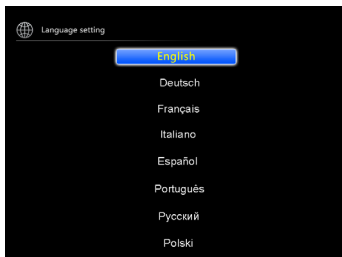 Language setting
English
Deutsch
Français
Italiano
Español
Português
Русский
Polski